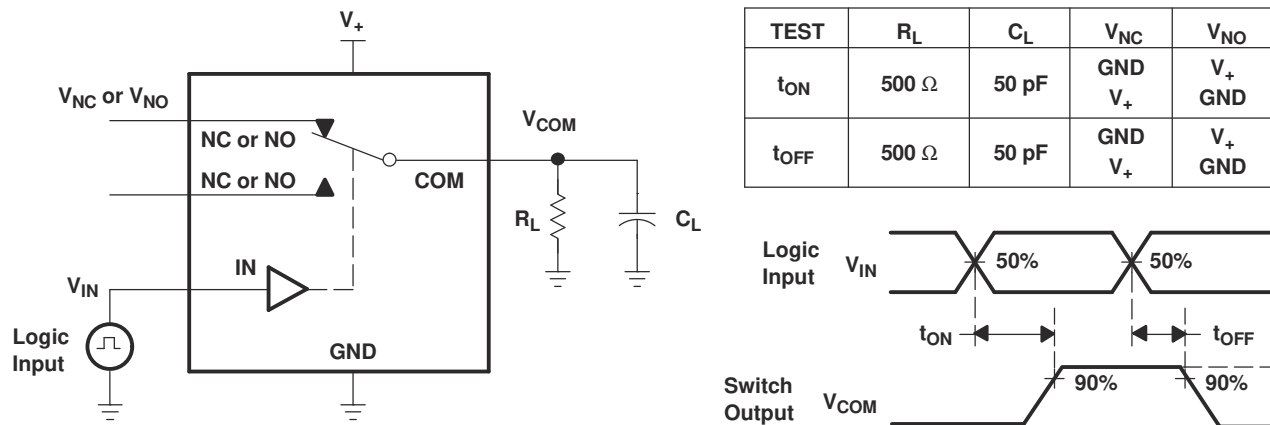 V+
VNC or VNO
NC or NO
NC or NO
COM
VCOM
RL
CL
IN
VIN
Logic
Input
GND
TEST RL CL VNC VNO
tON 500 Ω 50 pF GND V+
V+ GND
tOFF 500 Ω 50 pF GND V+
V+ GND
Logic
Input
VIN
50% 50%
tON tOFF
Switch
Output
VCOM
90% 90%